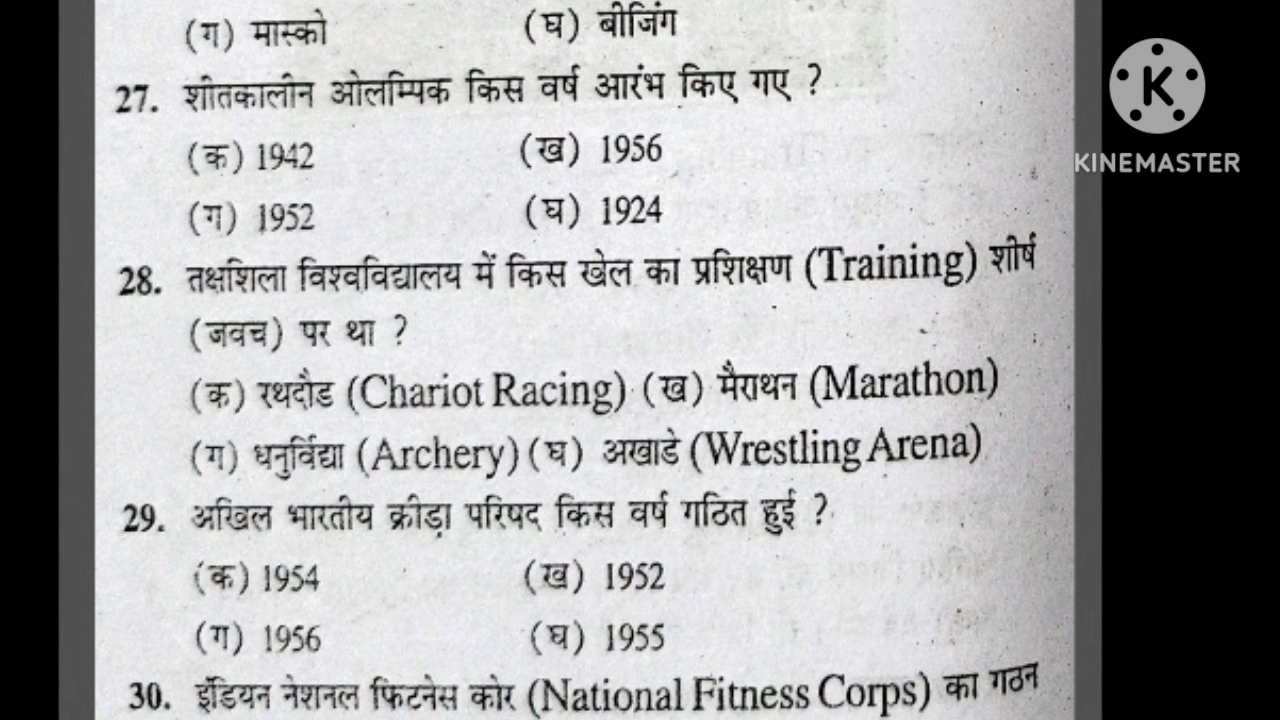 (ग) मास्को (घ) बीजिंग
27. शीतकालीन ओलम्पिक किस वर्ष आरंभ किए गए ?
(क) 1942 (ख) 1956
(ग) 1952 (घ) 1924
28. तक्षशिला विश्वविद्यालय में किस खेल का प्रशिक्षण (Training) शीर्ष
(जवच) पर था ?
(क) रथदौड (Chariot Racing) (ख) मैराथन (Marathon)
(ग) धनुर्विद्या (Archery) (घ) अखाडे (Wrestling Arena)
29. अखिल भारतीय क्रीड़ा परिषद किस वर्ष गठित हुई ?
(क) 1954 (ख) 1952
(ग) 1956 (घ) 1955
30. इंडियन नेशनल फिटनेस कोर (National Fitness Corps) का गठन
K
KINEMASTER